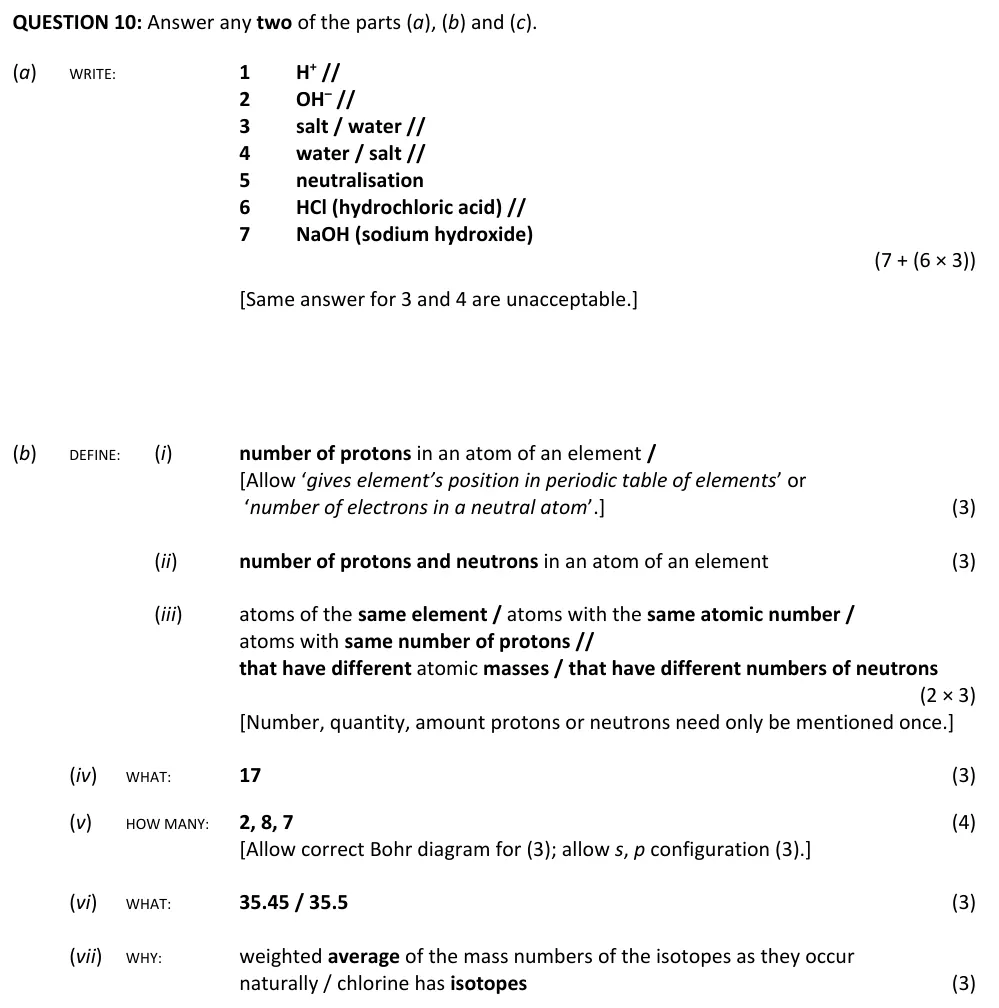 QUESTION 10: Answer any two of the parts (a), (b) and (c).
(a) WRITE: 1 H⁺ //
2 OH⁻ //
3 salt / water //
4 water / salt //
5 neutralisation
6 HCl (hydrochloric acid) //
7 NaOH (sodium hydroxide)
(7 + (6 × 3))
[Same answer for 3 and 4 are unacceptable.]
(b) DEFINE: (i) number of protons in an atom of an element /
[Allow ‘gives element’s position in periodic table of elements’ or
‘number of electrons in a neutral atom’.] (3)
(ii) number of protons and neutrons in an atom of an element (3)
(iii) atoms of the same element / atoms with the same atomic number /
atoms with same number of protons //
that have different atomic masses / that have different numbers of neutrons
(2 × 3)
[Number, quantity, amount protons or neutrons need only be mentioned once.]
(iv) WHAT: 17 (3)
(v) HOW MANY: 2, 8, 7 (4)
[Allow correct Bohr diagram for (3); allow s, p configuration (3).]
(vi) WHAT: 35.45 / 35.5 (3)
(vii) WHY: weighted average of the mass numbers of the isotopes as they occur
naturally / chlorine has isotopes (3)